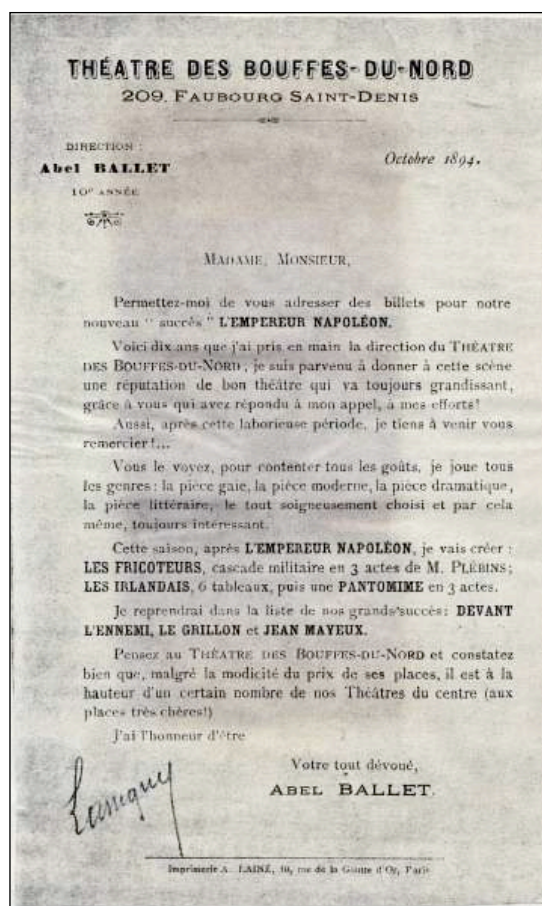 THÉATRE DES BOUFFES-DU-NORD
209, FAUBOURG SAINT-DENIS
DIRECTION :
Abel BALLET
10e ANNÉE
Octobre 1894.
MADAME, MONSIEUR,
Permettez-moi de vous adresser des billets pour notre
nouveau " succès " L'EMPEREUR NAPOLÉON.
Voici dix ans que j'ai pris en main la direction du THÉATRE
DES BOUFFES-DU-NORD ; je suis parvenu à donner à cette scène
une réputation de bon théâtre qui va toujours grandissant,
grâce à vous qui avez répondu à mon appel, à mes efforts!
Aussi, après cette laborieuse période, je tiens à venir vous
remercier !...
Vous le voyez, pour contenter tous les goûts, je joue tous
les genres : la pièce gaie, la pièce moderne, la pièce dramatique,
la pièce littéraire, le tout soigneusement choisi et par cela
même, toujours intéressant.
Cette saison, après L'EMPEREUR NAPOLÉON, je vais créer :
LES FRICOTEURS, cascade militaire en 3 actes de M. PLÉBINS;
LES IRLANDAIS, 6 tableaux, puis une PANTOMIME en 3 actes.
Je reprendrai dans la liste de nos grands succès: DEVANT
L'ENNEMI, LE GRILLON et JEAN MAYEUX.
Pensez au THÉATRE DES BOUFFES-DU-NORD et constatez
bien que, malgré la modicité du prix de ses places, il est à la
hauteur d'un certain nombre de nos Théâtres du centre (aux
places très chères!)
J'ai l'honneur d'être
Votre tout dévoué,
ABEL BALLET.
Imprimerie A. LAINÉ, 10, rue de la Goutte d'Or, Paris